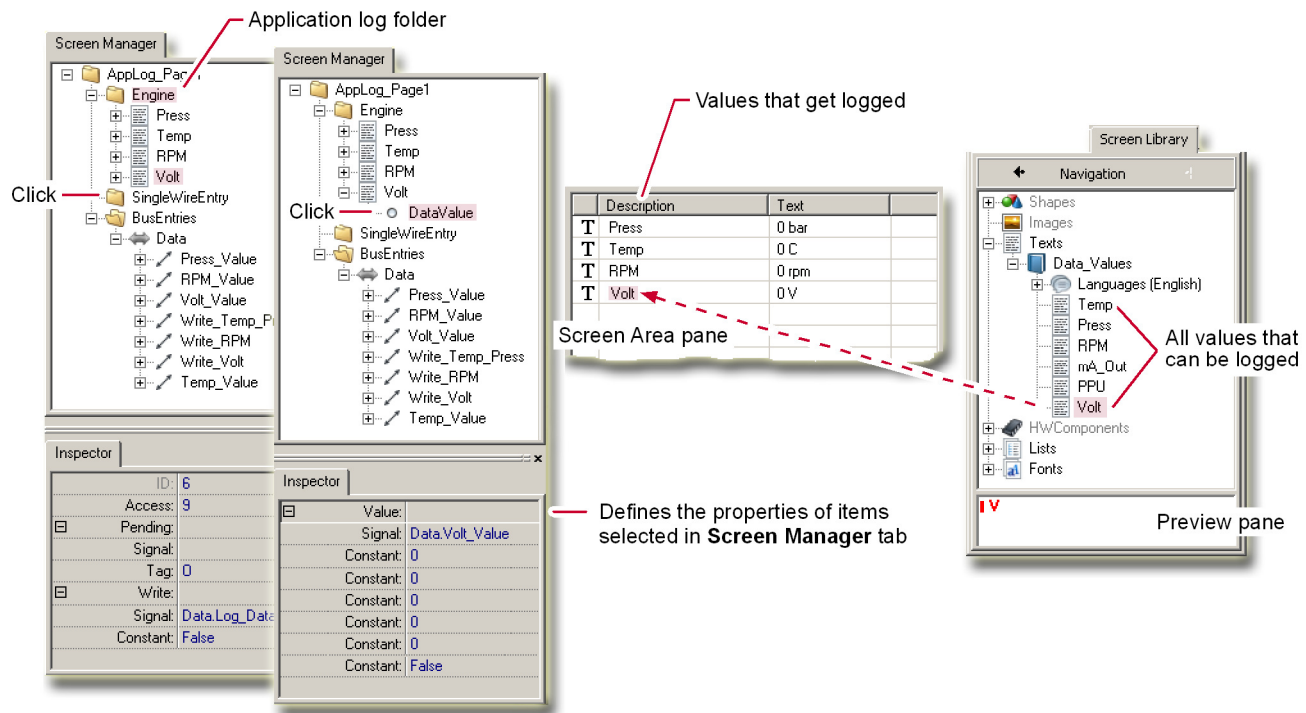 Application log folder
Screen Manager
AppLog_Page1
Engine
Press
Temp
RPM
Volt
Click
SingleWireEntry
BusEntries
Data
Press_Value
RPM_Value
Volt_Value
Write_Temp_P
Write_RPM
Write_Volt
Temp_Value
Inspector
ID: 6
Access: 9
Pending:
Signal:
Tag: 0
Write:
Signal: Data.Log_Data
Constant: False
Screen Manager
AppLog_Page1
Engine
Press
Temp
RPM
Volt
Click
DataValue
SingleWireEntry
BusEntries
Data
Press_Value
RPM_Value
Volt_Value
Write_Temp_Press
Write_RPM
Write_Volt
Temp_Value
Inspector
Value:
Signal: Data.Volt_Value
Constant: 0
Constant: 0
Constant: 0
Constant: 0
Constant: 0
Constant: False
Values that get logged
Description Text
T Press 0 bar
T Temp 0 C
T RPM 0 rpm
T Volt 0 V
Screen Area pane
Defines the properties of items
selected in Screen Manager tab
Screen Library
Navigation
Shapes
Images
Texts
Data_Values
Languages (English)
Temp
Press
RPM
mA_Out
PPU
Volt
HWComponents
Lists
Fonts
All values that
can be logged
V
Preview pane